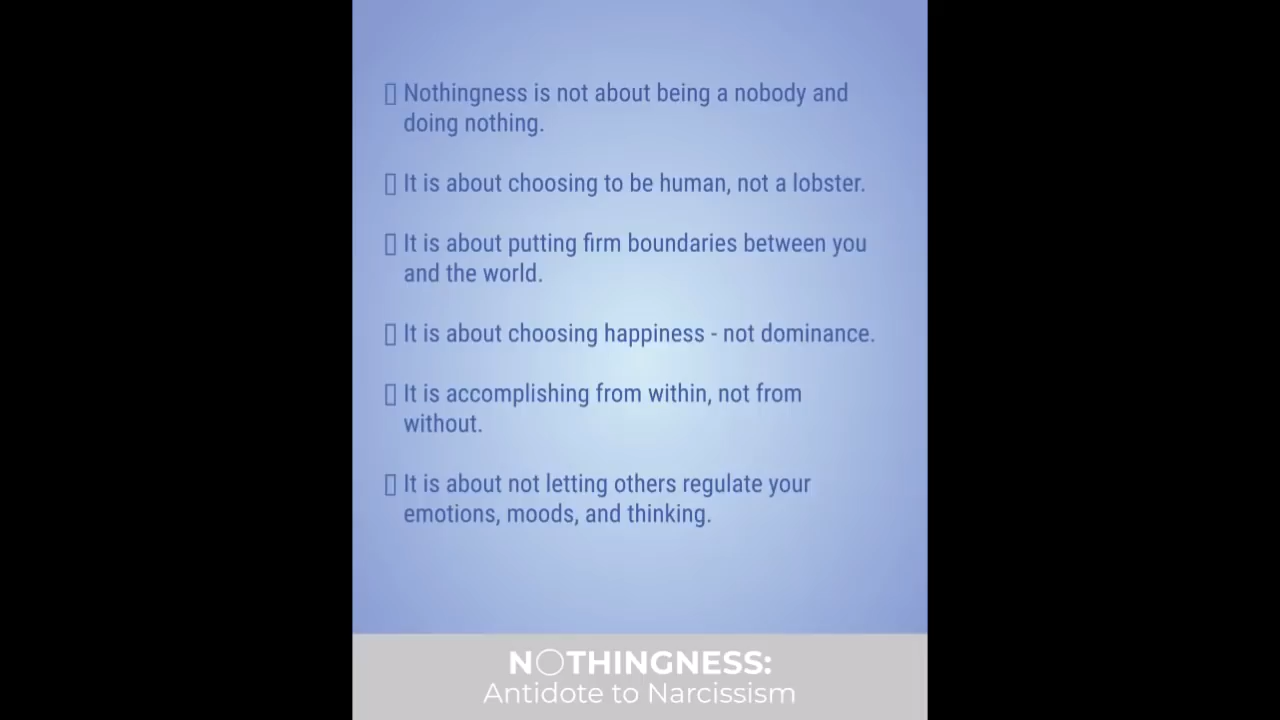 ▯ Nothingness is not about being a nobody and
doing nothing.
▯ It is about choosing to be human, not a lobster.
▯ It is about putting firm boundaries between you
and the world.
▯ It is about choosing happiness - not dominance.
▯ It is accomplishing from within, not from
without.
▯ It is about not letting others regulate your
emotions, moods, and thinking.
NOTHINGNESS:
Antidote to Narcissism